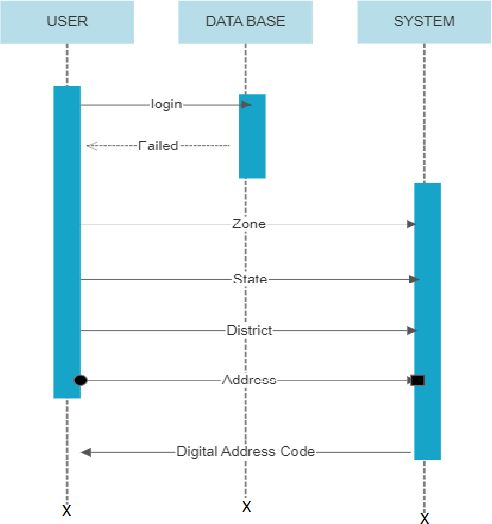 USER
DATA BASE
SYSTEM
login
Failed
Zone
State
District
Address
Digital Address Code
X
X
X